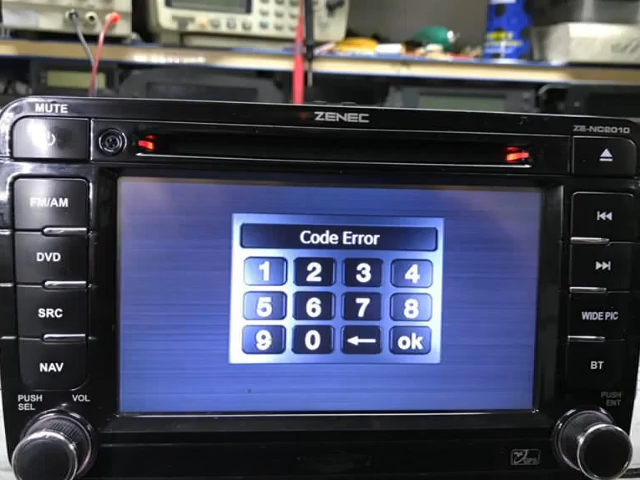 MUTE
ZENEC
ZE-NC2010
FM/AM
DVD
SRC
NAV
PUSH SEL
VOL
Code Error
1 2 3 4
5 6 7 8
9 0 ok
WIDE PIC
BT
PUSH ENT